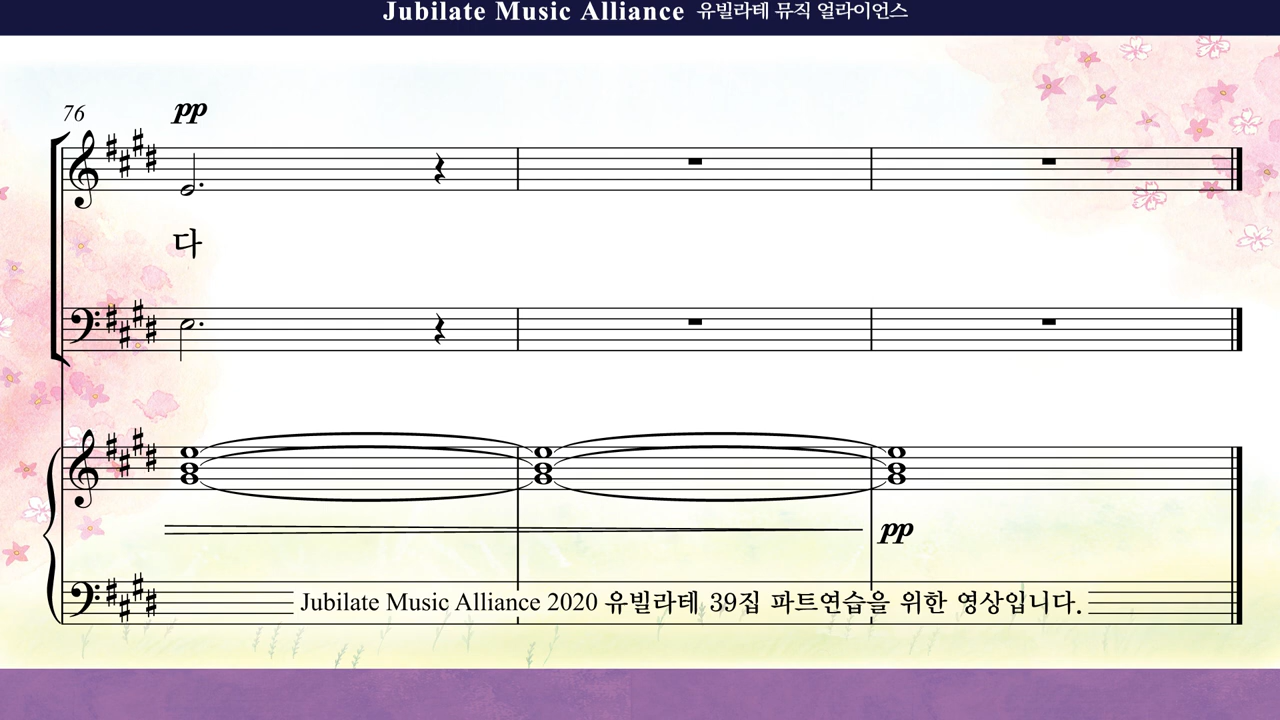 Jubilate Music Alliance 유빌라테 뮤직 얼라이언스
76
pp
다
pp
Jubilate Music Alliance 2020 유빌라테 39집 파트연습을 위한 영상입니다.